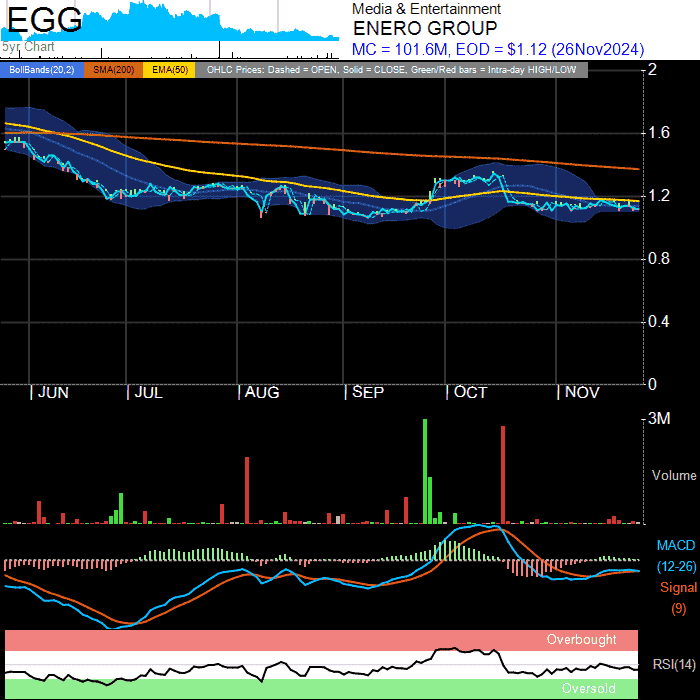 EGG
5yr Chart
Media & Entertainment
ENERO GROUP
MC = 101.6M, EOD = $1.12 (26Nov2024)
BollBands(20,2) SMA(200) EMA(50) OHLC Prices: Dashed = OPEN, Solid = CLOSE, Green/Red bars = Intra-day HIGH/LOW
2
1.6
1.2
0.8
0.4
0
JUN JUL AUG SEP OCT NOV
3M
Volume
MACD
(12-26)
Signal
(9)
Overbought
RSI(14)
Oversold